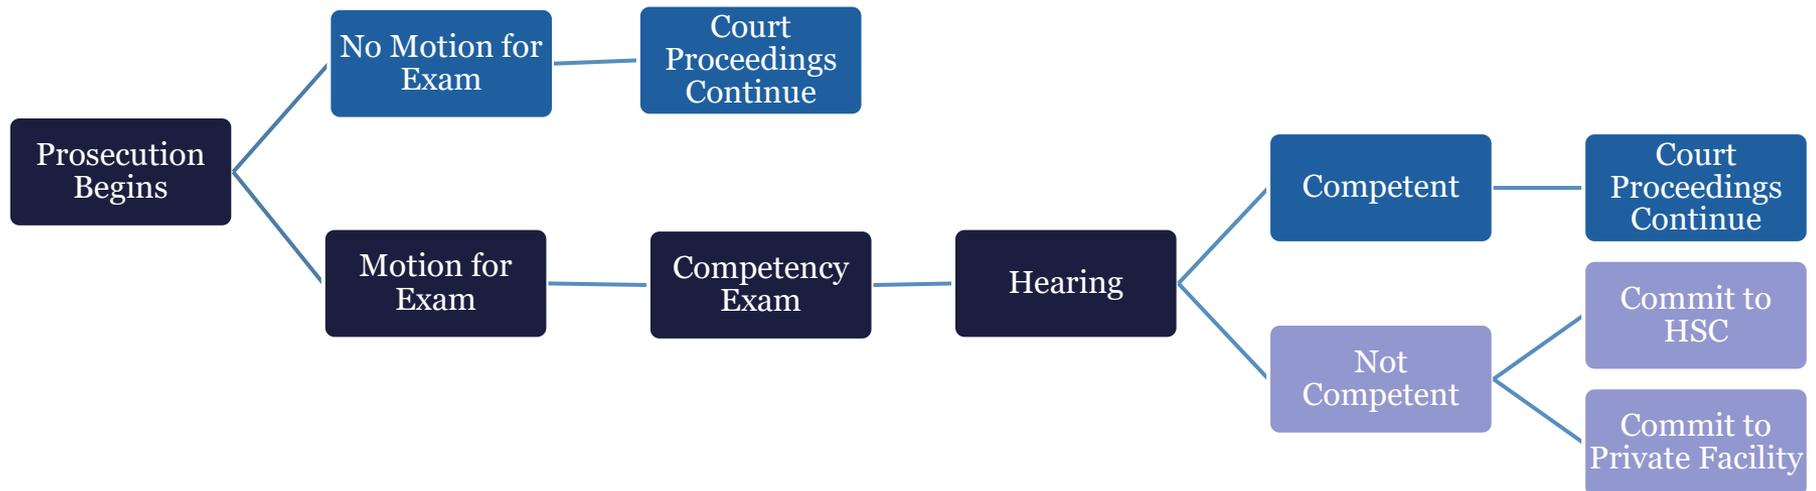 No Motion for
Exam
Court
Proceedings
Continue
Prosecution
Begins
Motion for
Exam
Competency
Exam
Hearing
Competent
Court
Proceedings
Continue
Not
Competent
Commit to
HSC
Commit to
Private Facility